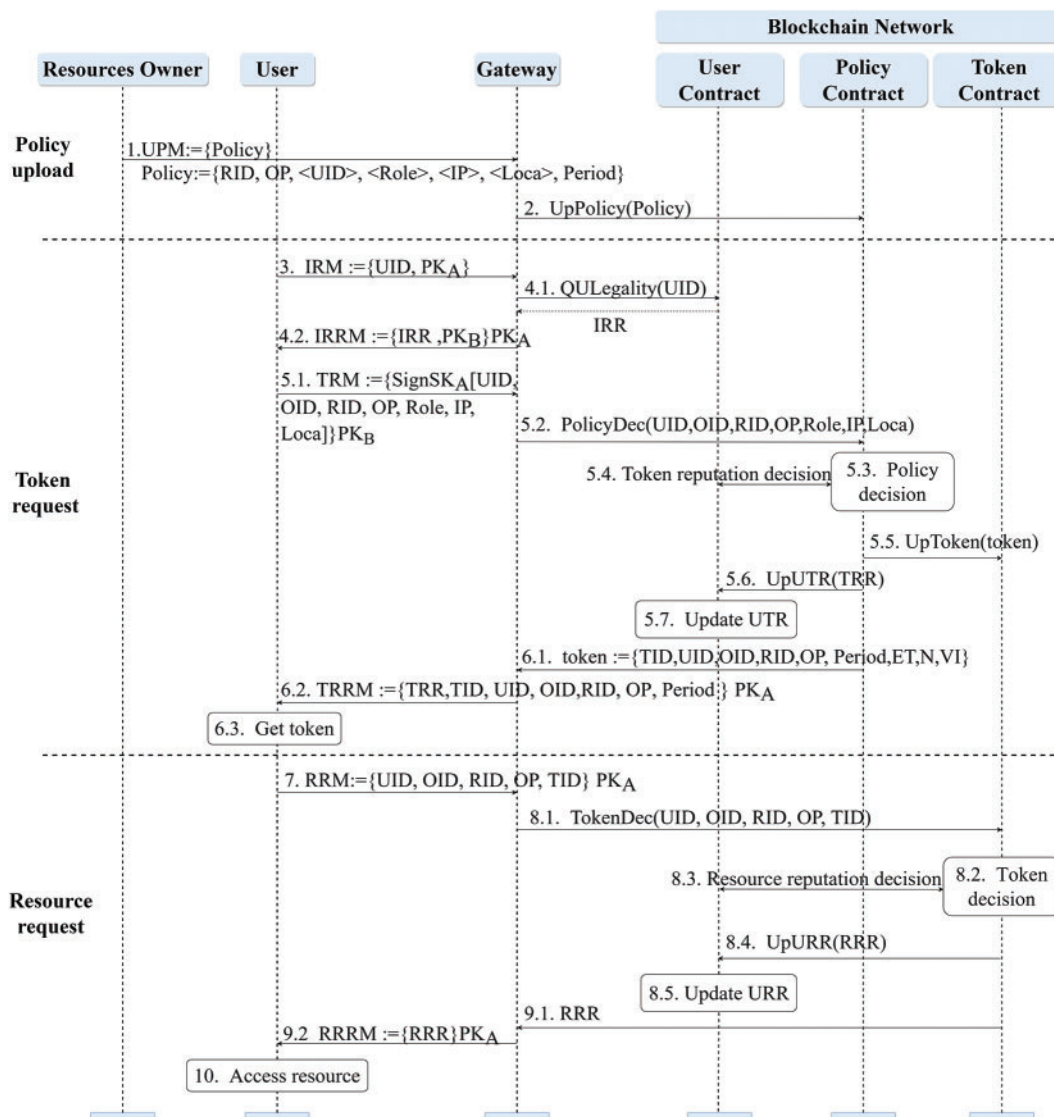 Blockchain Network
Resources Owner
User
Gateway
User
Contract
Policy
Contract
Token
Contract
Policy
upload
1.UPM:={Policy}
Policy:={RID, OP, <UID>, <Role>, <IP>, <Loca>, Period}
2. UpPolicy(Policy)
Token
request
3. IRM :={UID, PKA}
4.1. QULegality(UID)
IRR
4.2. IRRM :={IRR ,PKB}PKA
5.1. TRM :={SignSKA[UID,
OID, RID, OP, Role, IP,
Loca]}PKB
5.2. PolicyDec(UID,OID,RID,OP,Role,IP,Loca)
5.4. Token reputation decision
5.3. Policy
decision
5.5. UpToken(token)
5.6. UpUTR(TRR)
5.7. Update UTR
6.1. token :={TID,UID,OID,RID,OP, Period,ET,N,VI}
6.2. TRRM :={TRR,TID, UID, OID,RID, OP, Period } PKA
6.3. Get token
Resource
request
7. RRM:={UID, OID, RID, OP, TID} PKA
8.1. TokenDec(UID, OID, RID, OP, TID)
8.3. Resource reputation decision
8.2. Token
decision
8.4. UpURR(RRR)
8.5. Update URR
9.1. RRR
9.2 RRRM :={RRR}PKA
10. Access resource